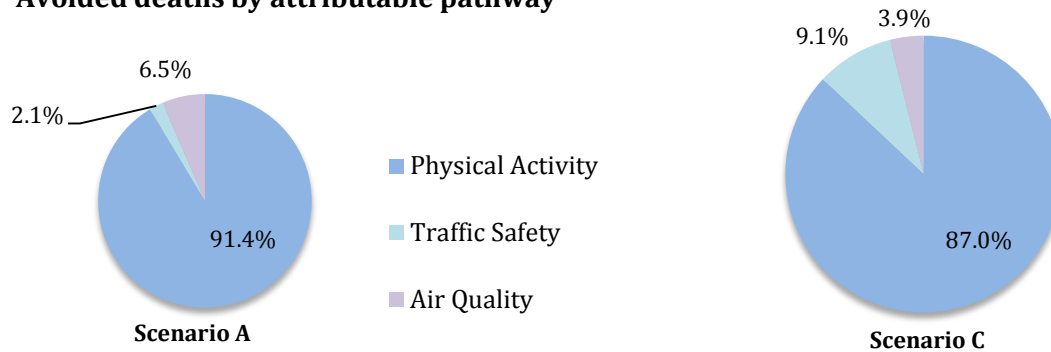 Avoided deaths by attributable pathway
3.9%
9.1%
6.5%
2.1%
Physical Activity
Traffic Safety
91.4%
87.0%
Air Quality
Scenario A
Scenario C